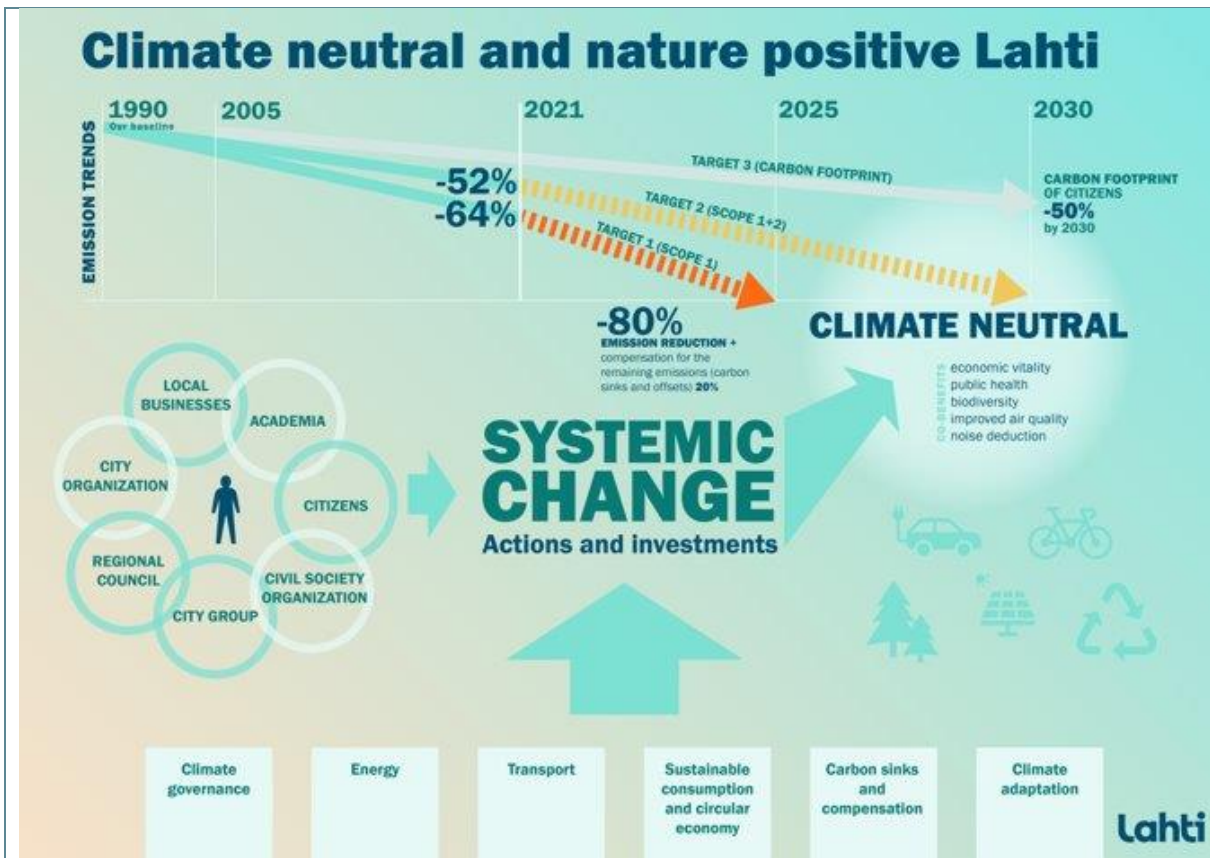 Climate neutral and nature positive Lahti
EMISSION TRENDS
1990
Our baseline
2005
2021
2025
2030
-52%
-64%
TARGET 3 (CARBON FOOTPRINT)
TARGET 2 (SCOPE 1+2)
TARGET 1 (SCOPE 1)
CARBON FOOTPRINT
OF CITIZENS
-50%
by 2030
-80%
EMISSION REDUCTION +
compensation for the
remaining emissions (carbon
sinks and offsets) 20%
CLIMATE NEUTRAL
CO-BENEFITS
economic vitality
public health
biodiversity
improved air quality
noise deduction
LOCAL
BUSINESSES
ACADEMIA
CITY
ORGANIZATION
CITIZENS
REGIONAL
COUNCIL
CIVIL SOCIETY
ORGANIZATION
CITY GROUP
SYSTEMIC
CHANGE
Actions and investments
Climate
governance
Energy
Transport
Sustainable
consumption
and circular
economy
Carbon sinks
and
compensation
Climate
adaptation
Lahti